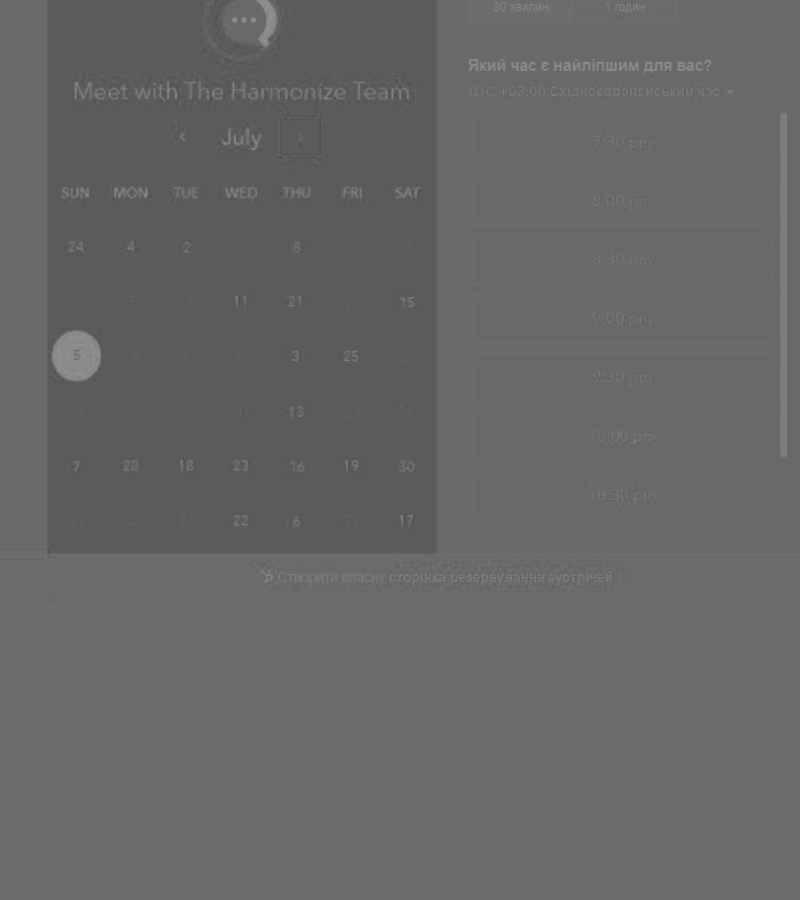 30 хвилин 1 годин
Який час є найліпшим для вас?
UTC +03:00 Східноєвропейський час
Meet with The Harmonize Team
July
SUN MON TUE WED THU FRI SAT
24 4 2 8
11 21 15
5 3 25
13
7 20 18 23 16 19 30
22 6 17
7:30 pm
8:00 pm
8:30 pm
9:00 pm
9:30 pm
10:00 pm
10:30 pm
Створити власну сторінка резервування зустрічей